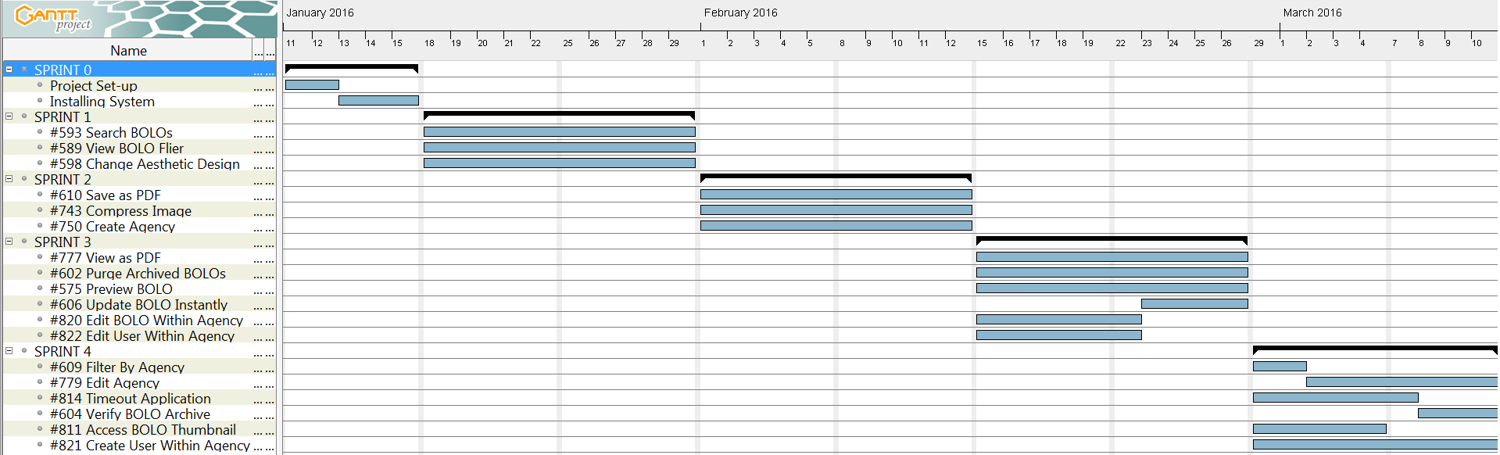 GANTT
project
January 2016 February 2016 March 2016
Name ... ... 11 12 13 14 15 18 19 20 21 22 25 26 27 28 29 1 2 3 4 5 8 9 10 11 12 15 16 17 18 19 22 23 24 25 26 29 1 2 3 4 7 8 9 10
SPRINT 0 ... ...
Project Set-up ... ...
Installing System ... ...
SPRINT 1 ... ...
#593 Search BOLOs ... ...
#589 View BOLO Flier ... ...
#598 Change Aesthetic Design ... ...
SPRINT 2 ... ...
#610 Save as PDF ... ...
#743 Compress Image ... ...
#750 Create Agency ... ...
SPRINT 3 ... ...
#777 View as PDF ... ...
#602 Purge Archived BOLOs ... ...
#575 Preview BOLO ... ...
#606 Update BOLO Instantly ... ...
#820 Edit BOLO Within Agency ... ...
#822 Edit User Within Agency ... ...
SPRINT 4 ... ...
#609 Filter By Agency ... ...
#779 Edit Agency ... ...
#814 Timeout Application ... ...
#604 Verify BOLO Archive ... ...
#811 Access BOLO Thumbnail ... ...
#821 Create User Within Agency ... ...